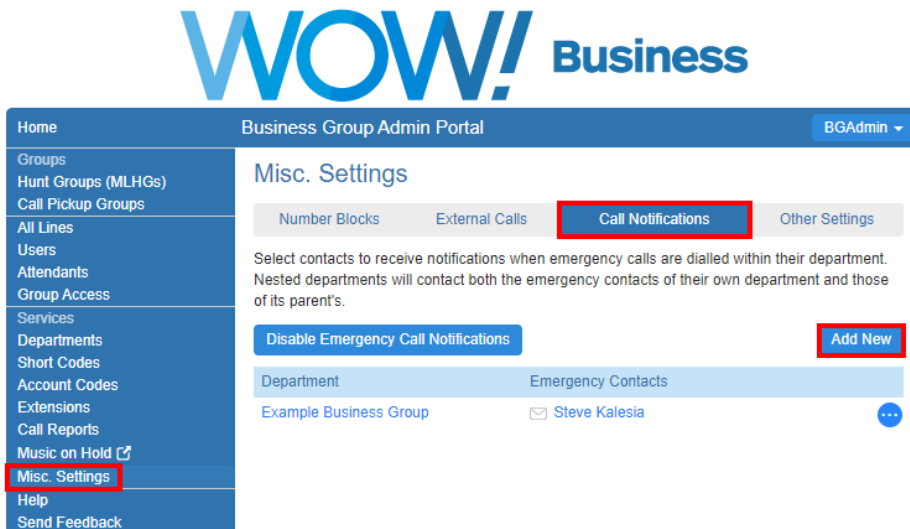 WOW! Business
Home
Business Group Admin Portal
BGAdmin
Groups
Hunt Groups (MLHGs)
Call Pickup Groups
All Lines
Users
Attendants
Group Access
Services
Departments
Short Codes
Account Codes
Extensions
Call Reports
Music on Hold
Misc. Settings
Help
Send Feedback
Misc. Settings
Number Blocks
External Calls
Call Notifications
Other Settings
Select contacts to receive notifications when emergency calls are dialled within their department.
Nested departments will contact both the emergency contacts of their own department and those
of its parent's.
Disable Emergency Call Notifications
Add New
Department
Emergency Contacts
Example Business Group
Steve Kalesia